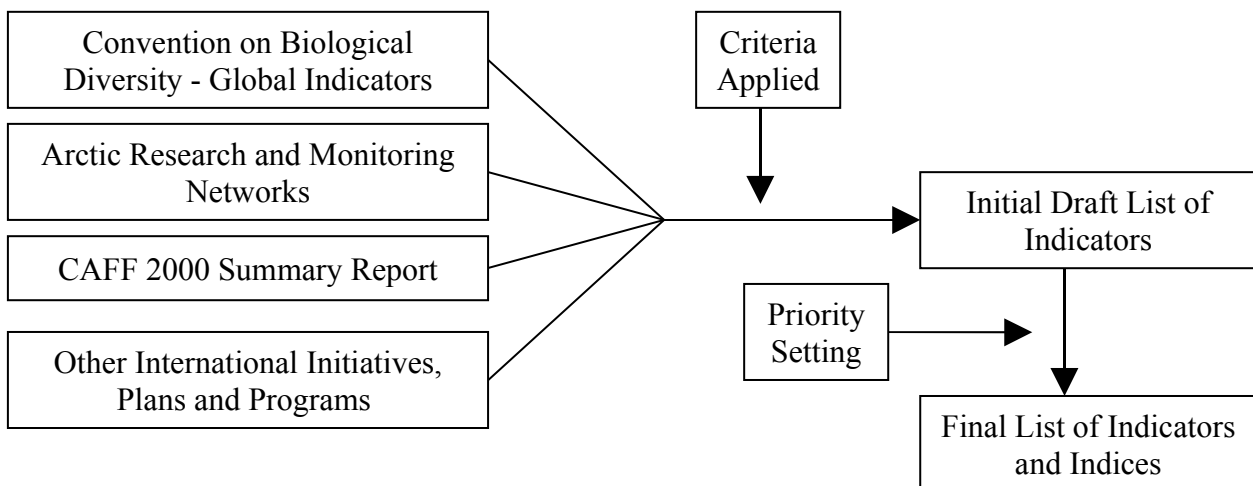 Convention on Biological
Diversity - Global Indicators
Arctic Research and Monitoring
Networks
CAFF 2000 Summary Report
Other International Initiatives,
Plans and Programs
Criteria
Applied
Initial Draft List of
Indicators
Priority
Setting
Final List of Indicators
and Indices